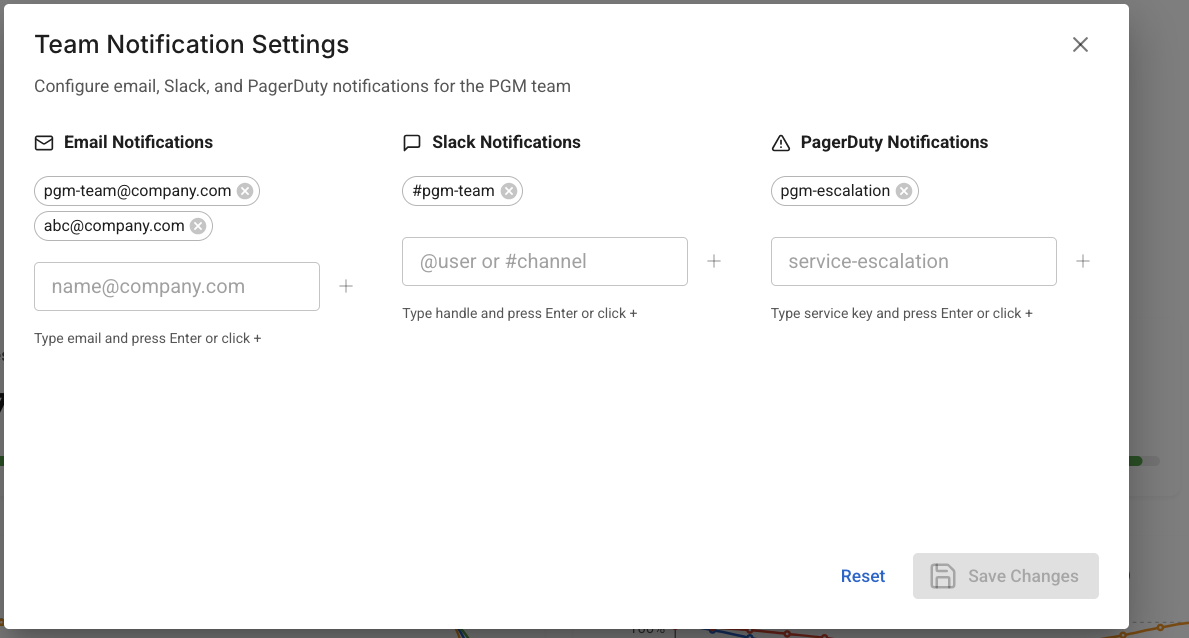 Team Notification Settings
Configure email, Slack, and PagerDuty notifications for the PGM team
Email Notifications
pgm-team@company.com
abc@company.com
name@company.com
Type email and press Enter or click +
Slack Notifications
#pgm-team
@user or #channel
Type handle and press Enter or click +
PagerDuty Notifications
pgm-escalation
service-escalation
Type service key and press Enter or click +
Reset
Save Changes